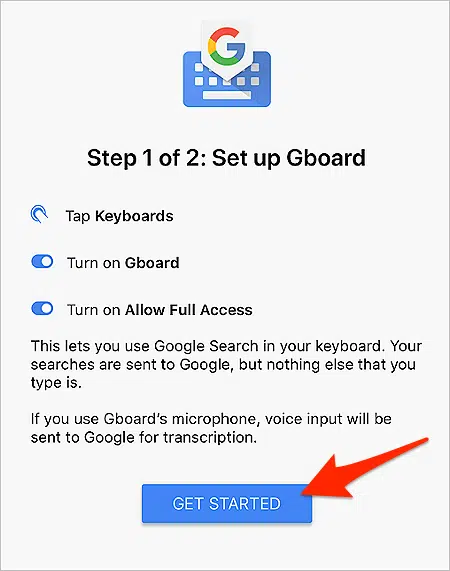 G
Step 1 of 2: Set up Gboard
Tap Keyboards
Turn on Gboard
Turn on Allow Full Access
This lets you use Google Search in your keyboard. Your
searches are sent to Google, but nothing else that you
type is.
If you use Gboard's microphone, voice input will be
sent to Google for transcription.
GET STARTED